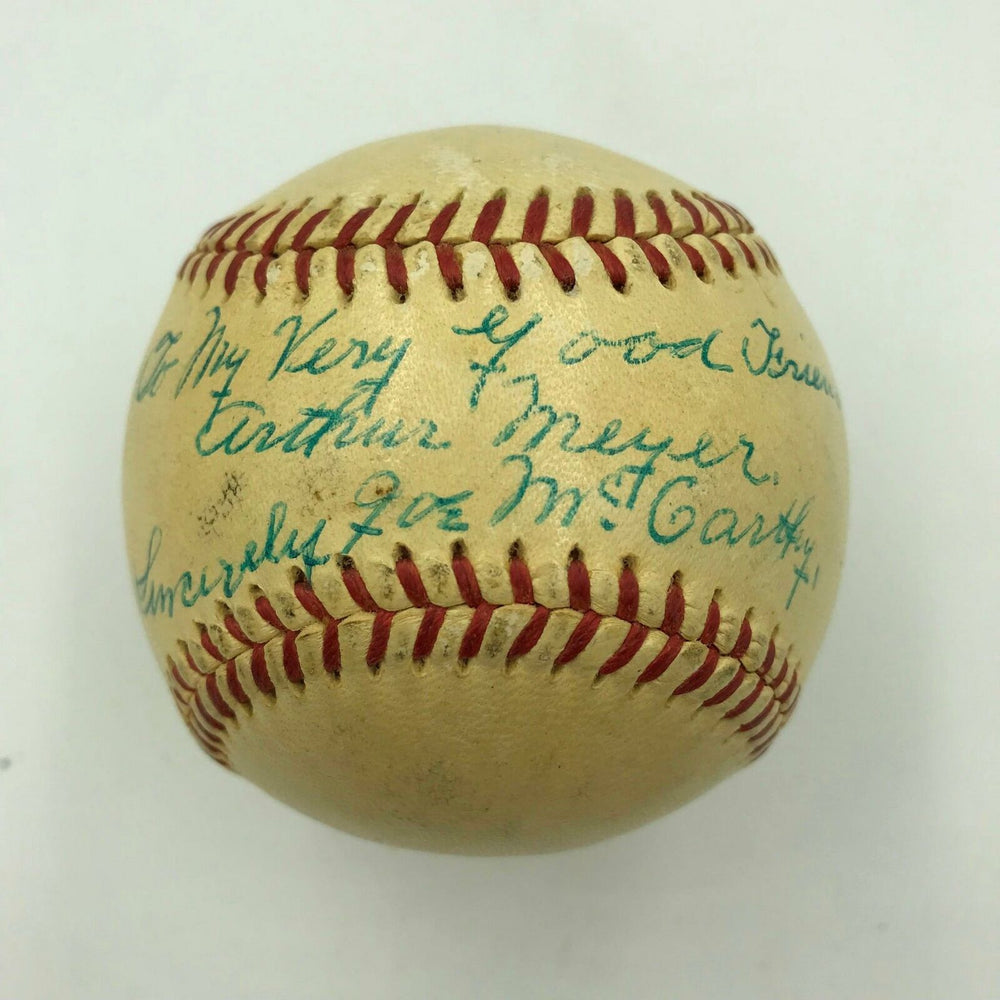 To My Very Good Friend
Arthur Meyer.
Sincerely Joe McCarthy